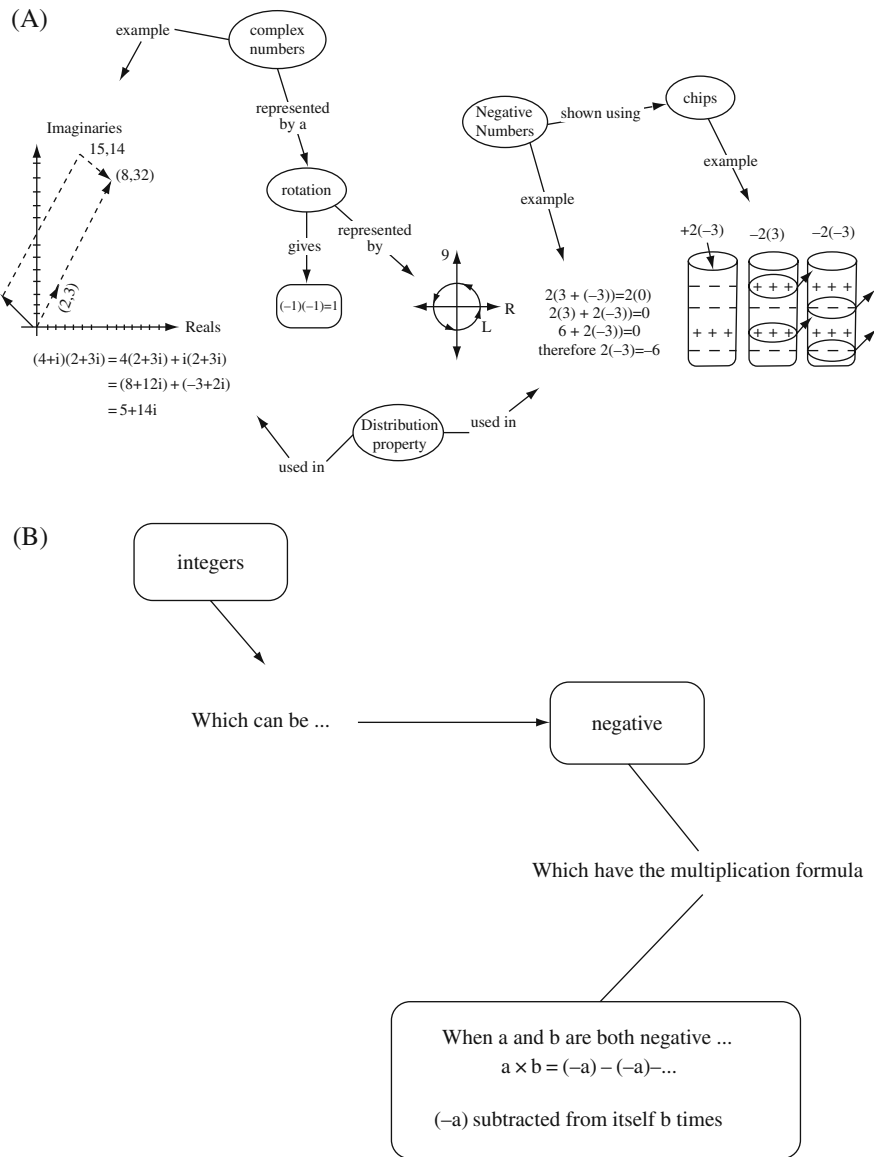 (A)
example
complex
numbers
represented
by a
Imaginaries
15,14
(8,32)
(2,3)
Reals
rotation
gives
represented
by
(–1)(–1)=1
9
R
L
Negative
Numbers
shown using
chips
example
example
+2(–3)
–2(3)
–2(–3)
– – –
+ + +
– – –
+ + +
– – –
+ + +
– – –
+ + +
– – –
+ + +
– – –
2(3 + (–3))=2(0)
2(3) + 2(–3))=0
6 + 2(–3))=0
therefore 2(–3)=–6
(4+i)(2+3i) = 4(2+3i) + i(2+3i)
= (8+12i) + (–3+2i)
= 5+14i
Distribution
property
used in
used in
(B)
integers
Which can be ...
negative
Which have the multiplication formula
When a and b are both negative ...
a × b = (–a) – (–a)–...
(–a) subtracted from itself b times